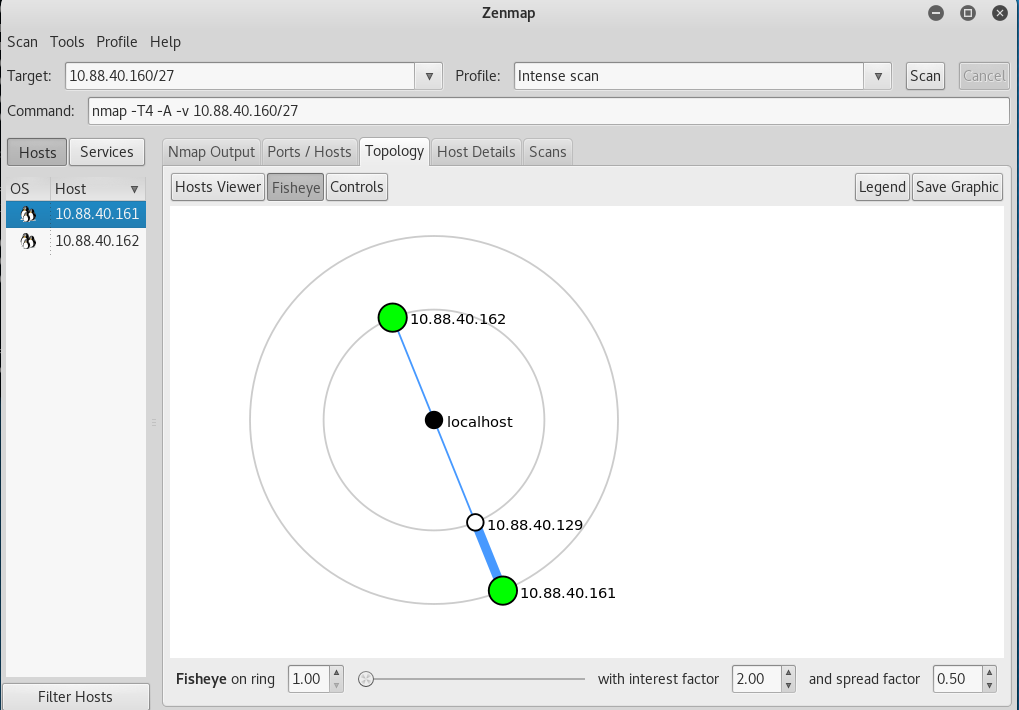 Zenmap
Scan Tools Profile Help
Target: 10.88.40.160/27 Profile: Intense scan Scan Cancel
Command: nmap -T4 -A -v 10.88.40.160/27
Hosts Services Nmap Output Ports / Hosts Topology Host Details Scans
OS Host Hosts Viewer Fisheye Controls Legend Save Graphic
10.88.40.161
10.88.40.162
10.88.40.162
localhost
10.88.40.129
10.88.40.161
Fisheye on ring 1.00 with interest factor 2.00 and spread factor 0.50
Filter Hosts